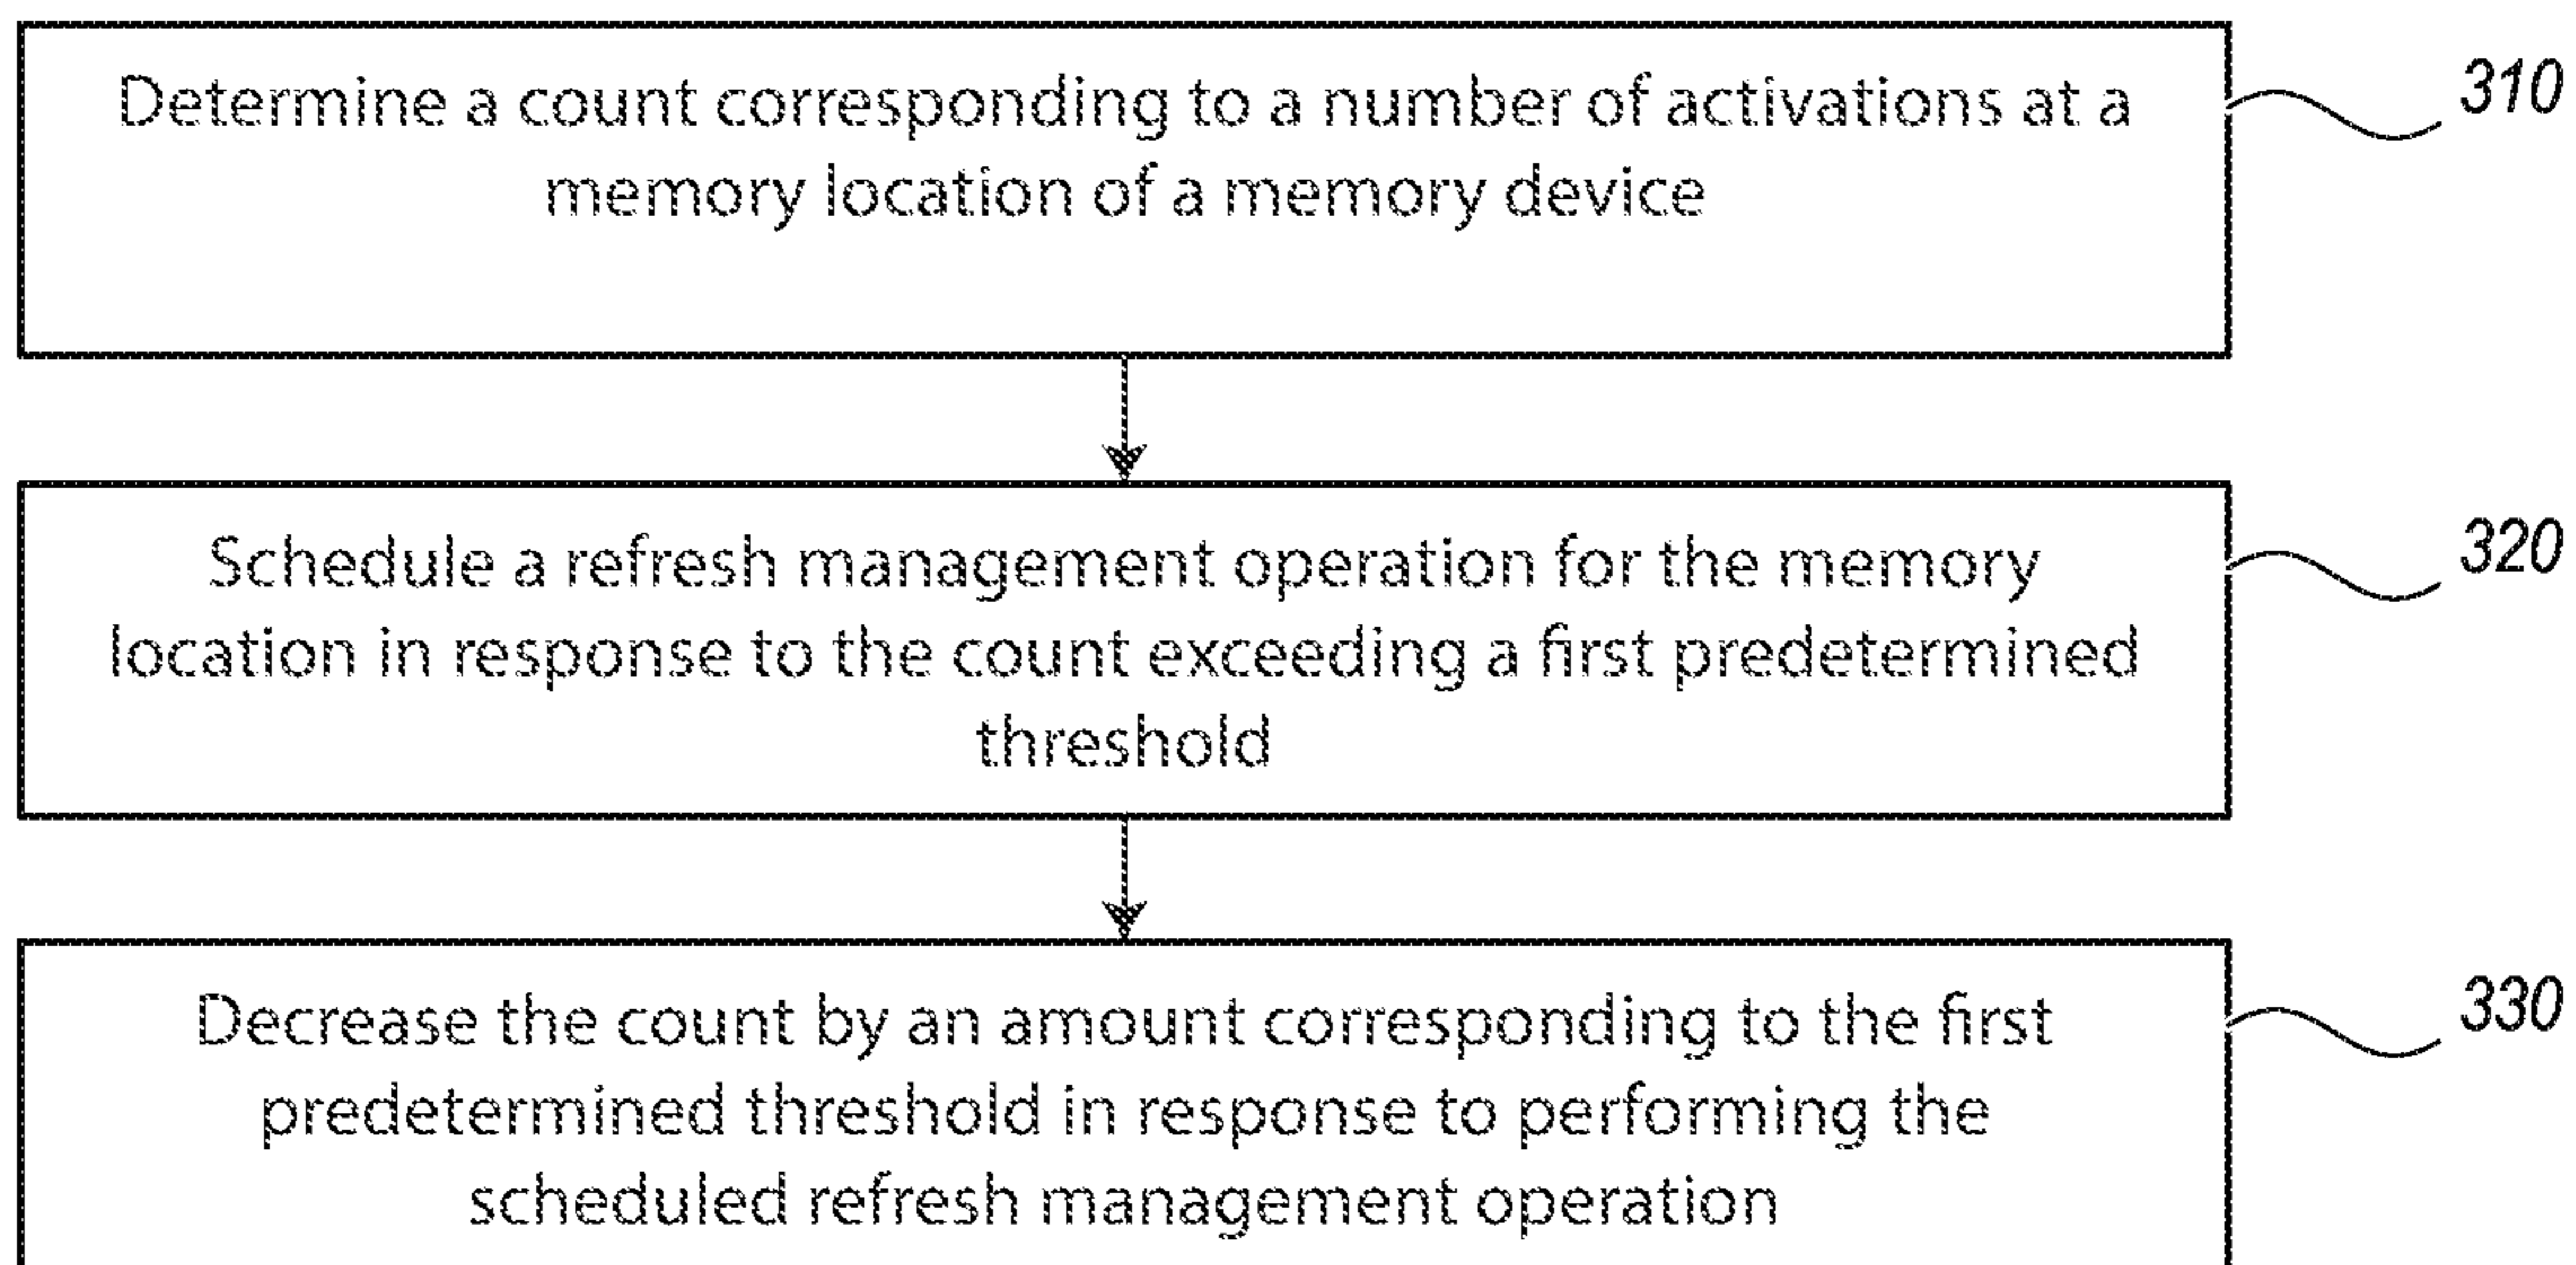 Determine a count corresponding to a number of activations at a
memory location of a memory device
310
Schedule a refresh management operation for the memory
location in response to the count exceeding a first predetermined
threshold
320
Decrease the count by an amount corresponding to the first
predetermined threshold in response to performing the
scheduled refresh management operation
330